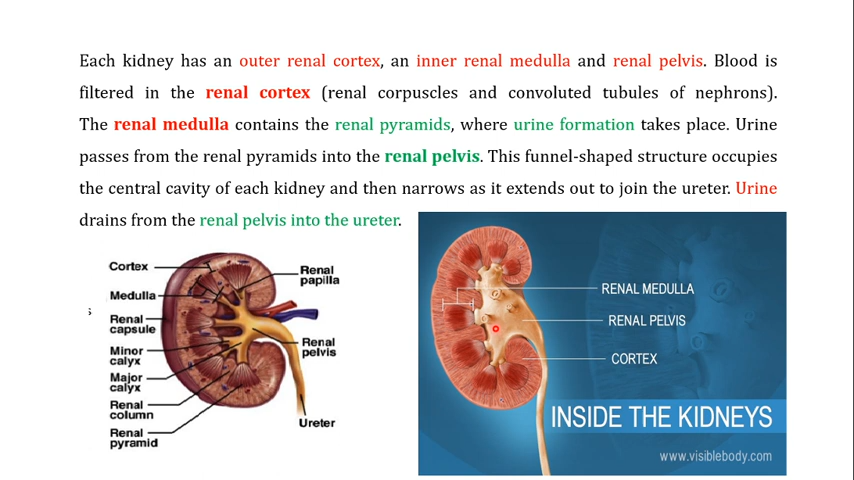 Each kidney has an outer renal cortex, an inner renal medulla and renal pelvis. Blood is
filtered in the renal cortex (renal corpuscles and convoluted tubules of nephrons).
The renal medulla contains the renal pyramids, where urine formation takes place. Urine
passes from the renal pyramids into the renal pelvis. This funnel-shaped structure occupies
the central cavity of each kidney and then narrows as it extends out to join the ureter. Urine
drains from the renal pelvis into the ureter.
s
Cortex
Medulla
Renal
capsule
Minor
calyx
Major
calyx
Renal
column
Renal
pyramid
Renal
papilla
Renal
pelvis
Ureter
RENAL MEDULLA
RENAL PELVIS
CORTEX
INSIDE THE KIDNEYS
www.visiblebody.com